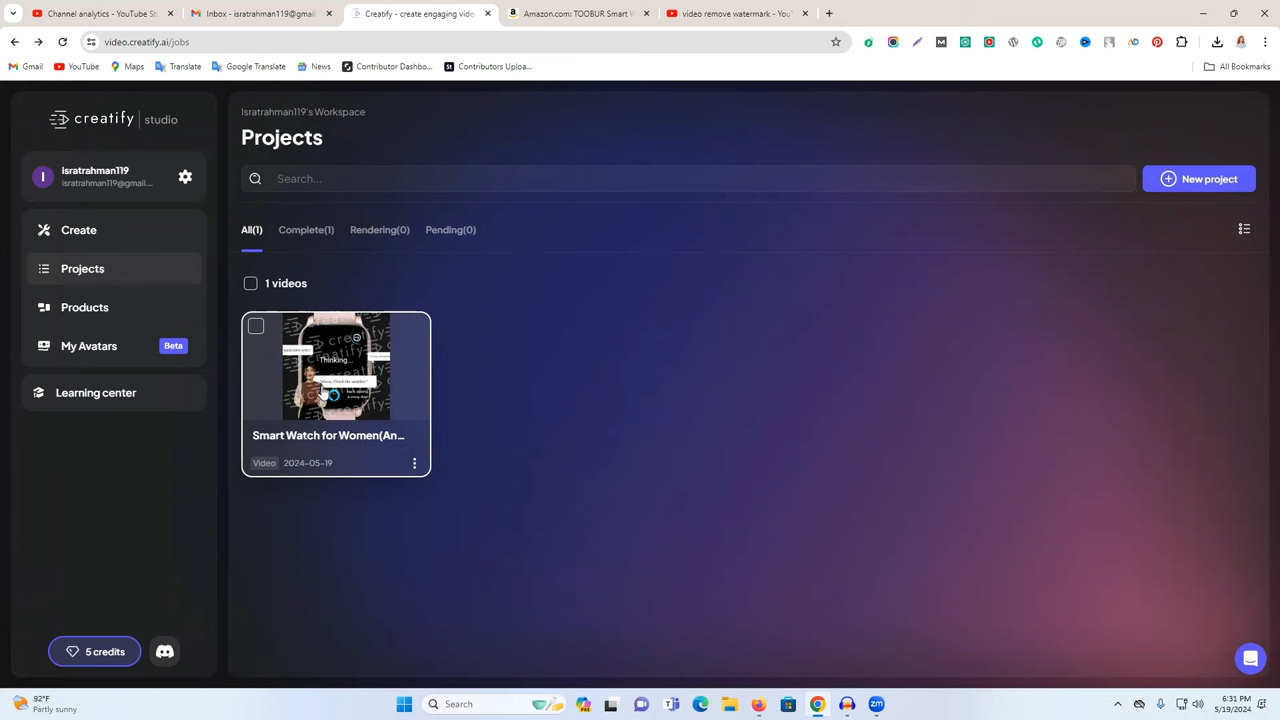 Channel analytics - YouTube St
Inbox - isratrahman119@gmail.c
Creatify - create engaging vide
Amazon.com: TOOBUR Smart W
video remove watermark - YouT
video.creatify.ai/jobs
Gmail
YouTube
Maps
Translate
Google Translate
News
Contributor Dashbo...
Contributors Uploa...
All Bookmarks
creatify studio
isratrahman119
isratrahman119@gmail....
Create
Projects
Products
My Avatars Beta
Learning center
5 credits
Isratrahman119's Workspace
Projects
Search...
New project
All(1) Complete(1) Rendering(0) Pending(0)
1 videos
creatify
Thinking...
Smart Watch for Women(An...
Video 2024-05-19
92°F
Partly sunny
Search
6:31 PM
5/19/2024